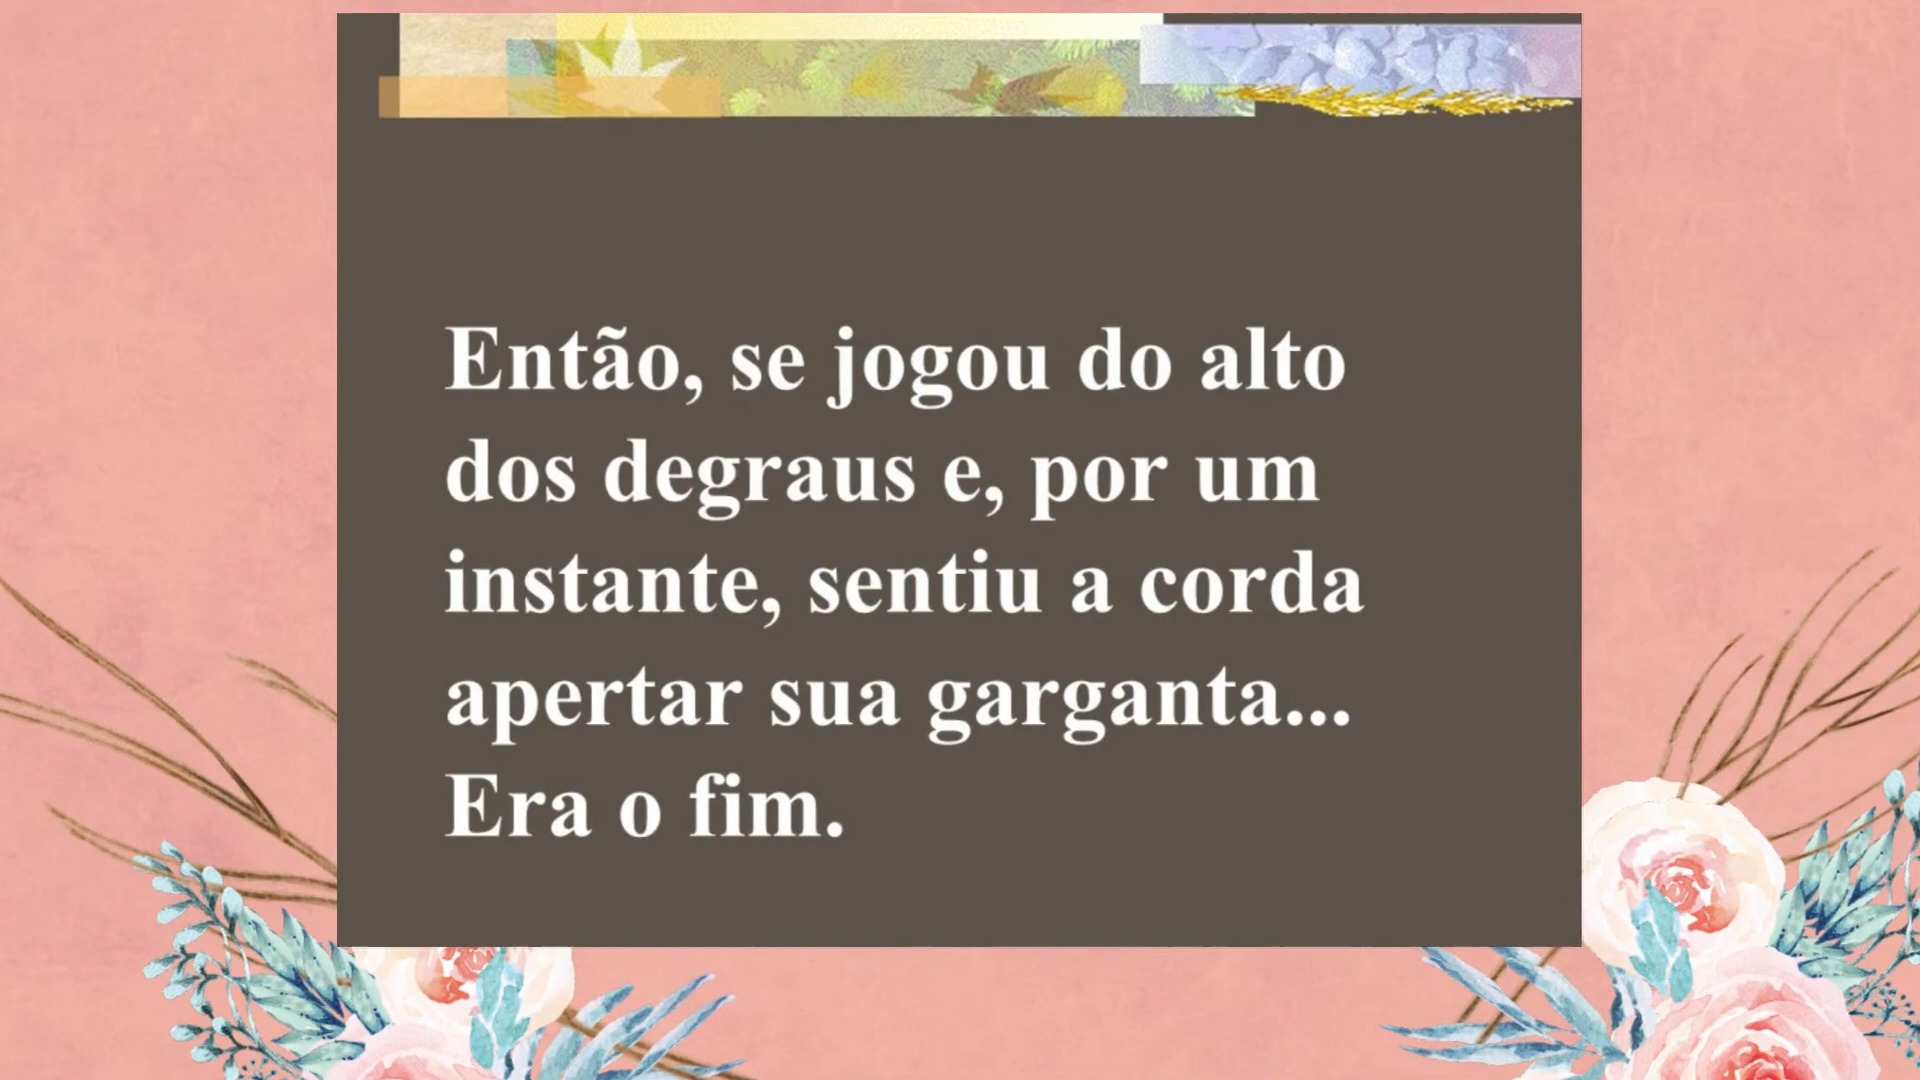 Então, se jogou do alto
dos degraus e, por um
instante, sentiu a corda
apertar sua garganta...
Era o fim.